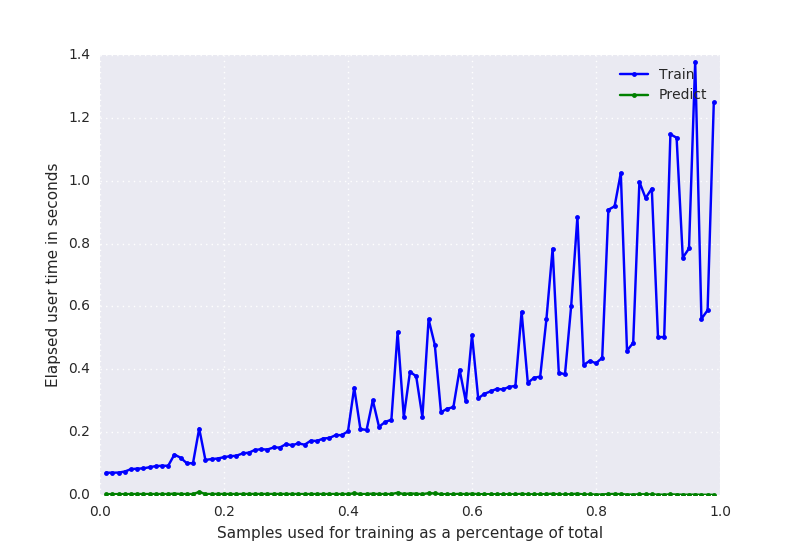 1.4
1.2
1.0
0.8
0.6
0.4
0.2
0.0
Elapsed user time in seconds
Train
Predict
0.0 0.2 0.4 0.6 0.8 1.0
Samples used for training as a percentage of total